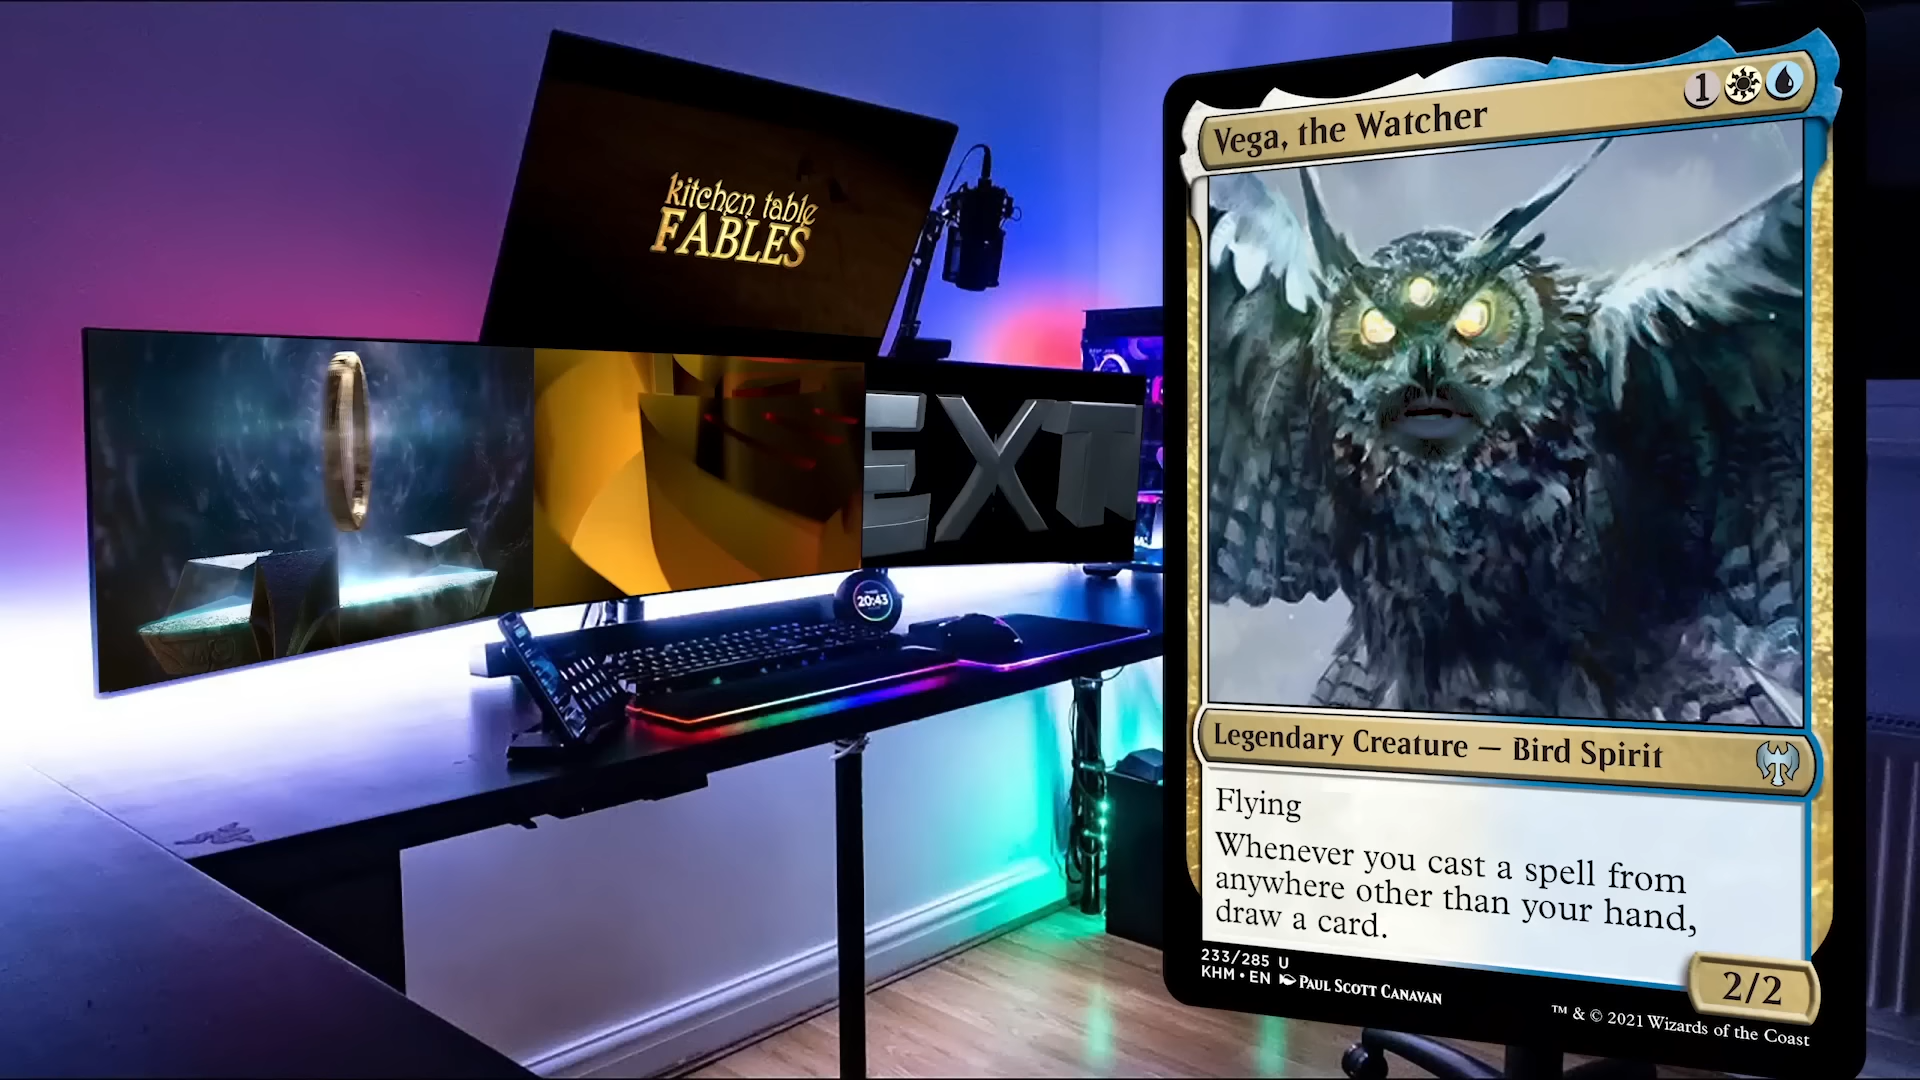 kitchen table
FABLES
EXT
20:43
Vega, the Watcher
1
Legendary Creature — Bird Spirit
Flying
Whenever you cast a spell from
anywhere other than your hand,
draw a card.
233/285 U
KHM • EN Paul Scott Canavan
2/2
™ & © 2021 Wizards of the Coast